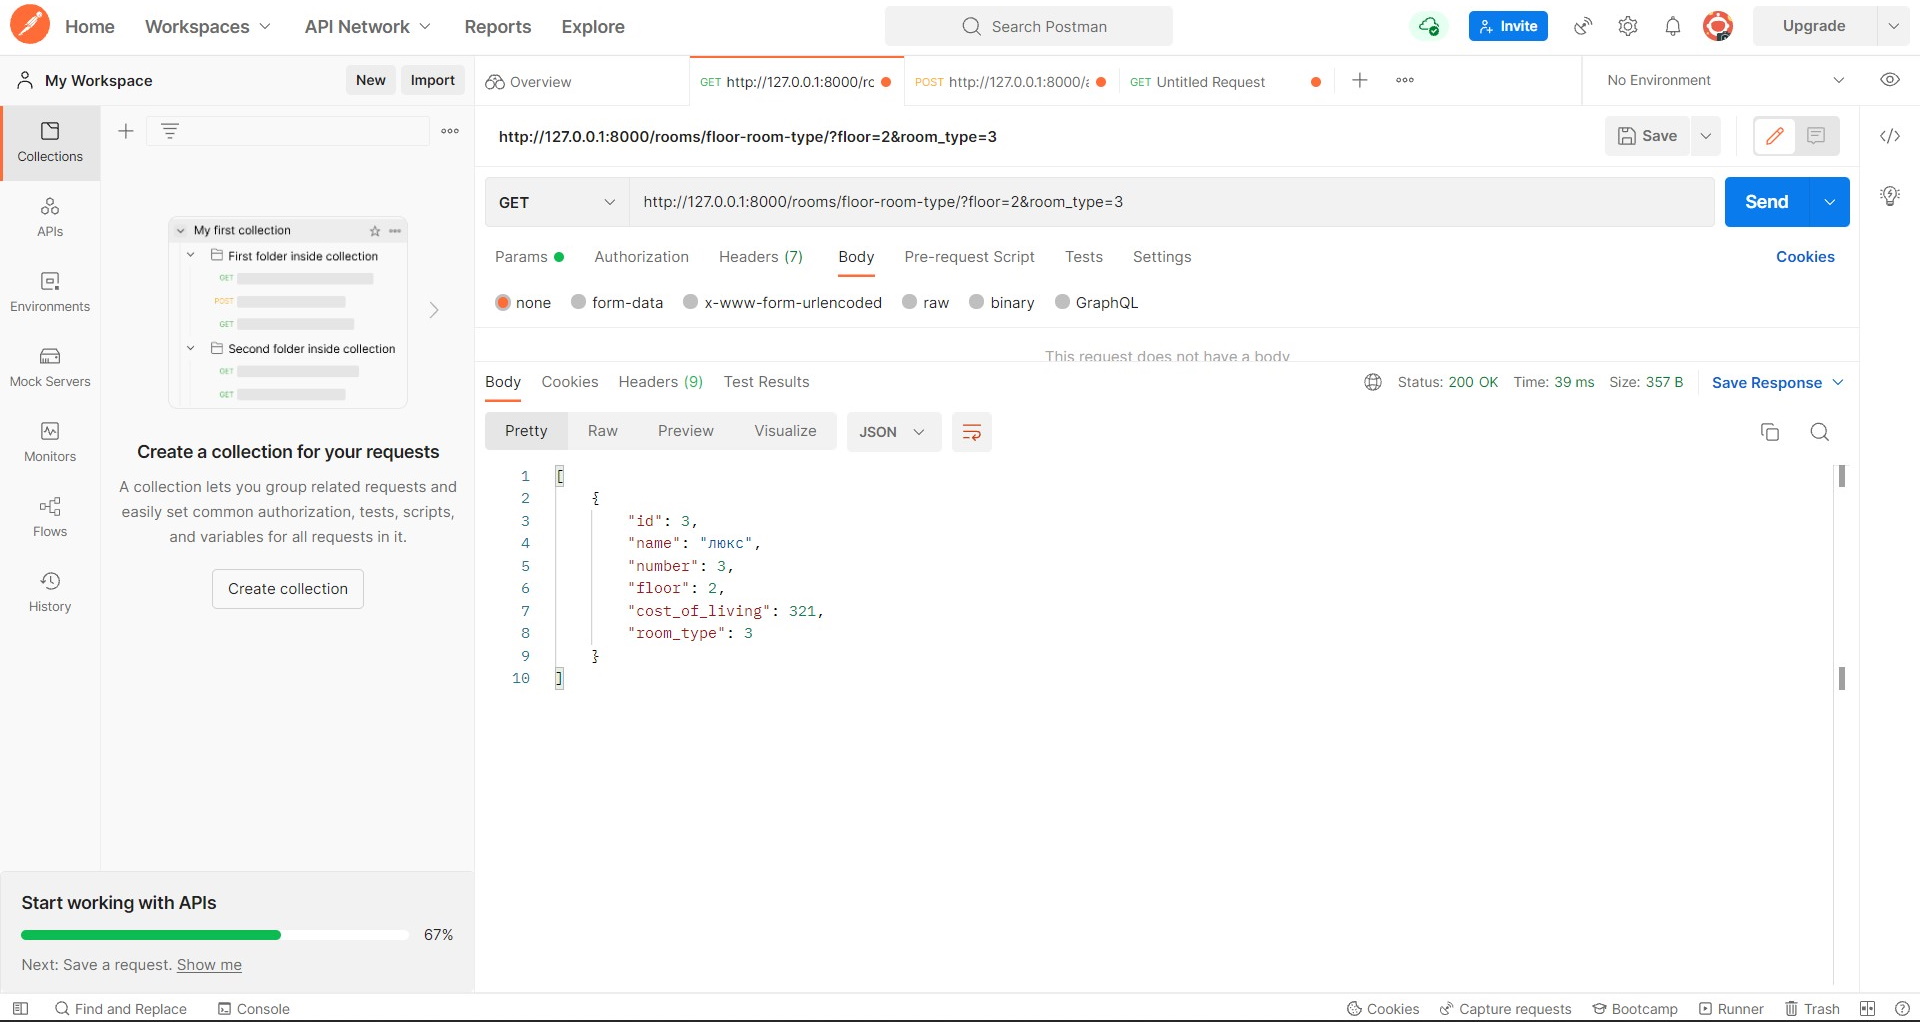 Home Workspaces API Network Reports Explore Search Postman Invite Upgrade
My Workspace New Import Overview GET http://127.0.0.1:8000/rc POST http://127.0.0.1:8000/ GET Untitled Request No Environment
Collections
APIs
Environments
Mock Servers
Monitors
Flows
History
My first collection
First folder inside collection
GET
POST
GET
Second folder inside collection
GET
GET
Create a collection for your requests
A collection lets you group related requests and
easily set common authorization, tests, scripts,
and variables for all requests in it.
Create collection
Start working with APIs
67%
Next: Save a request. Show me
http://127.0.0.1:8000/rooms/floor-room-type/?floor=2&room_type=3 Save
GET http://127.0.0.1:8000/rooms/floor-room-type/?floor=2&room_type=3 Send
Params Authorization Headers (7) Body Pre-request Script Tests Settings Cookies
none form-data x-www-form-urlencoded raw binary GraphQL
This request does not have a body
Body Cookies Headers (9) Test Results Status: 200 OK Time: 39 ms Size: 357 B Save Response
Pretty Raw Preview Visualize JSON
1 [
2 {
3 "id": 3,
4 "name": "люкс",
5 "number": 3,
6 "floor": 2,
7 "cost_of_living": 321,
8 "room_type": 3
9 }
10 ]
Find and Replace Console Cookies Capture requests Bootcamp Runner Trash